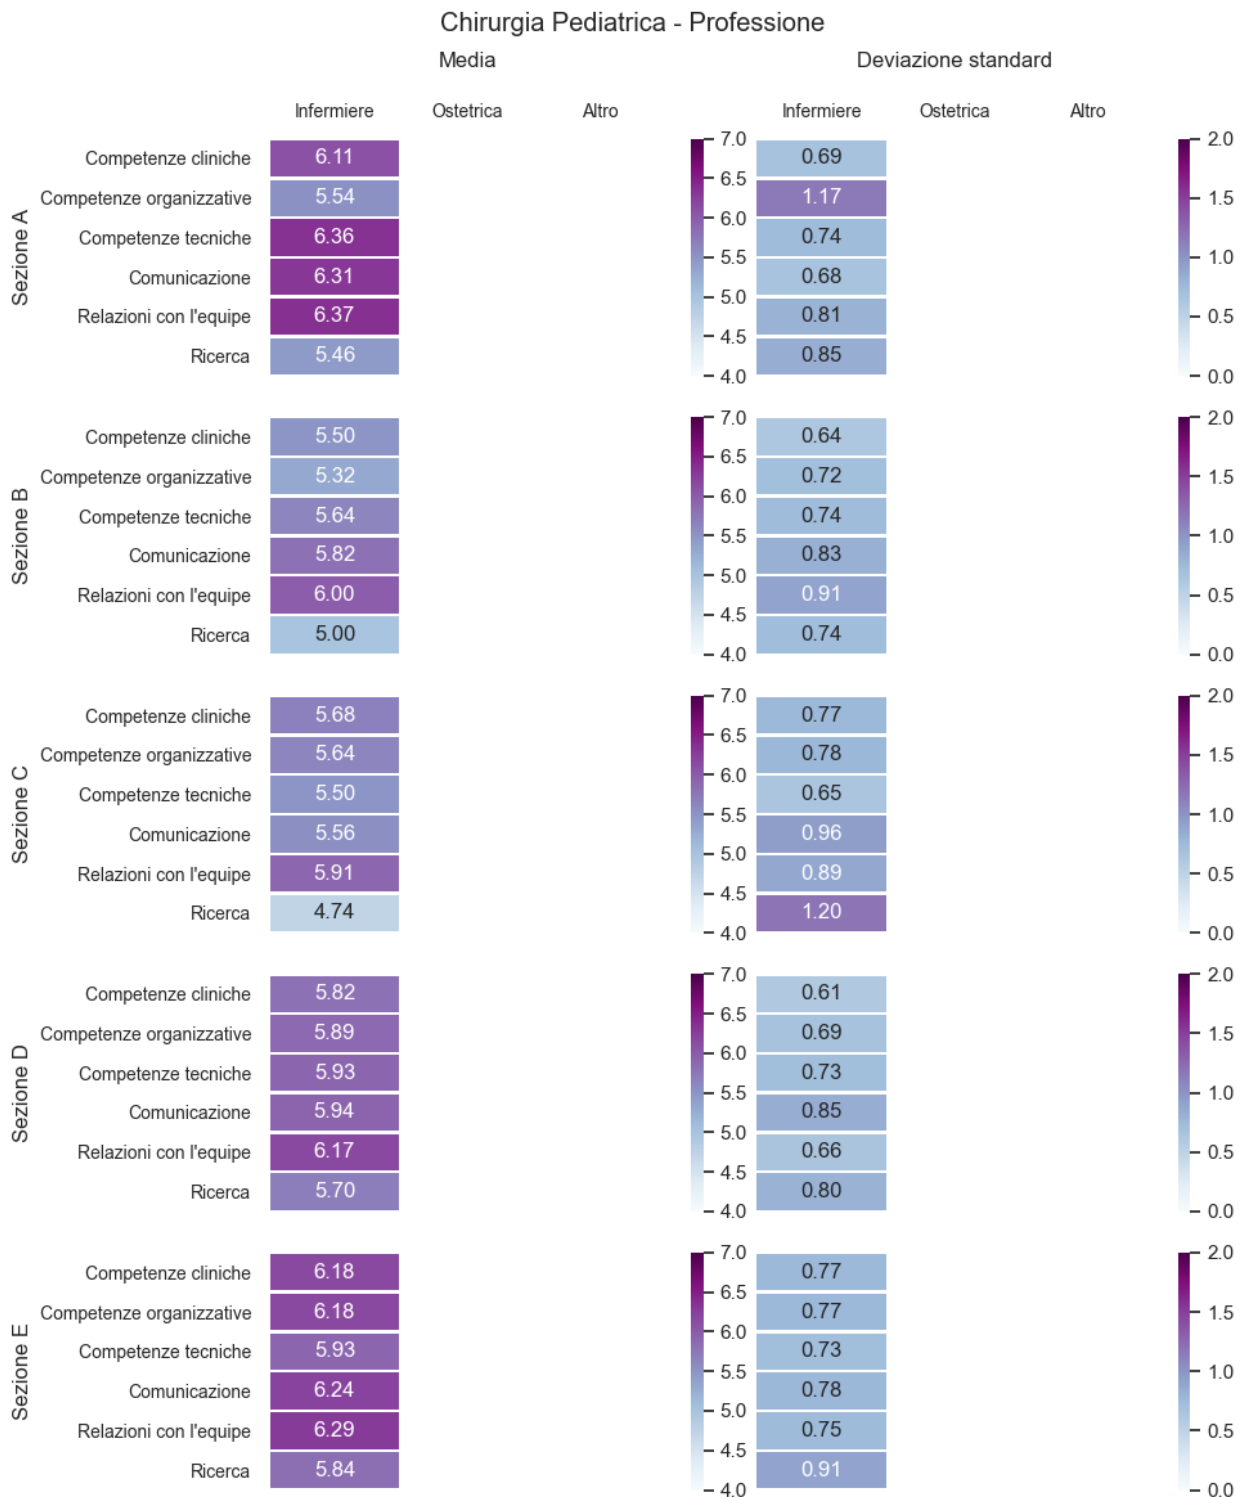 Chirurgia Pediatrica - Professione
Media
Deviazione standard
Infermiere Ostetrica Altro Infermiere Ostetrica Altro
Sezione A
Competenze cliniche 6.11 0.69
Competenze organizzative 5.54 1.17
Competenze tecniche 6.36 0.74
Comunicazione 6.31 0.68
Relazioni con l'equipe 6.37 0.81
Ricerca 5.46 0.85
7.0 2.0
6.5 1.5
6.0 1.0
5.5 0.5
5.0 0.0
4.5
4.0
Sezione B
Competenze cliniche 5.50 0.64
Competenze organizzative 5.32 0.72
Competenze tecniche 5.64 0.74
Comunicazione 5.82 0.83
Relazioni con l'equipe 6.00 0.91
Ricerca 5.00 0.74
7.0 2.0
6.5 1.5
6.0 1.0
5.5 0.5
5.0 0.0
4.5
4.0
Sezione C
Competenze cliniche 5.68 0.77
Competenze organizzative 5.64 0.78
Competenze tecniche 5.50 0.65
Comunicazione 5.56 0.96
Relazioni con l'equipe 5.91 0.89
Ricerca 4.74 1.20
7.0 2.0
6.5 1.5
6.0 1.0
5.5 0.5
5.0 0.0
4.5
4.0
Sezione D
Competenze cliniche 5.82 0.61
Competenze organizzative 5.89 0.69
Competenze tecniche 5.93 0.73
Comunicazione 5.94 0.85
Relazioni con l'equipe 6.17 0.66
Ricerca 5.70 0.80
7.0 2.0
6.5 1.5
6.0 1.0
5.5 0.5
5.0 0.0
4.5
4.0
Sezione E
Competenze cliniche 6.18 0.77
Competenze organizzative 6.18 0.77
Competenze tecniche 5.93 0.73
Comunicazione 6.24 0.78
Relazioni con l'equipe 6.29 0.75
Ricerca 5.84 0.91
7.0 2.0
6.5 1.5
6.0 1.0
5.5 0.5
5.0 0.0
4.5
4.0